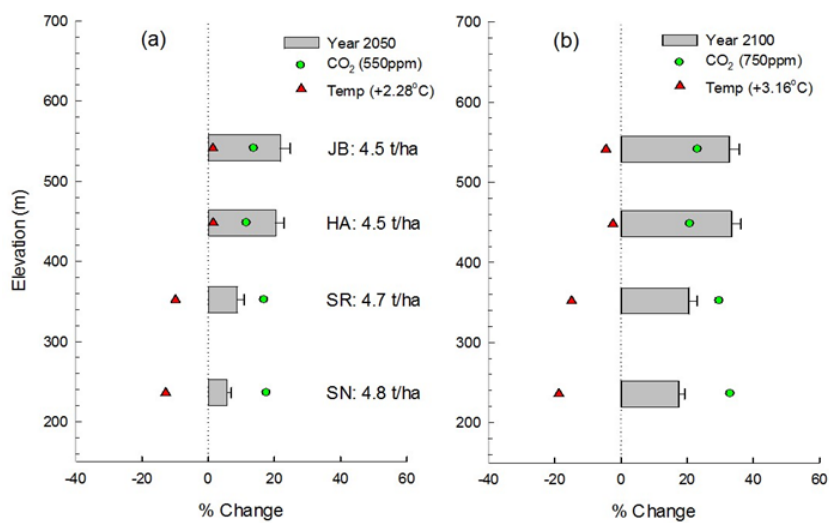 (a)
Year 2050
CO₂ (550ppm)
Temp (+2.28°C)
JB: 4.5 t/ha
HA: 4.5 t/ha
SR: 4.7 t/ha
SN: 4.8 t/ha
700
600
500
400
300
200
Elevation (m)
-40 -20 0 20 40 60
% Change
(b)
Year 2100
CO₂ (750ppm)
Temp (+3.16°C)
700
600
500
400
300
200
-40 -20 0 20 40 60
% Change